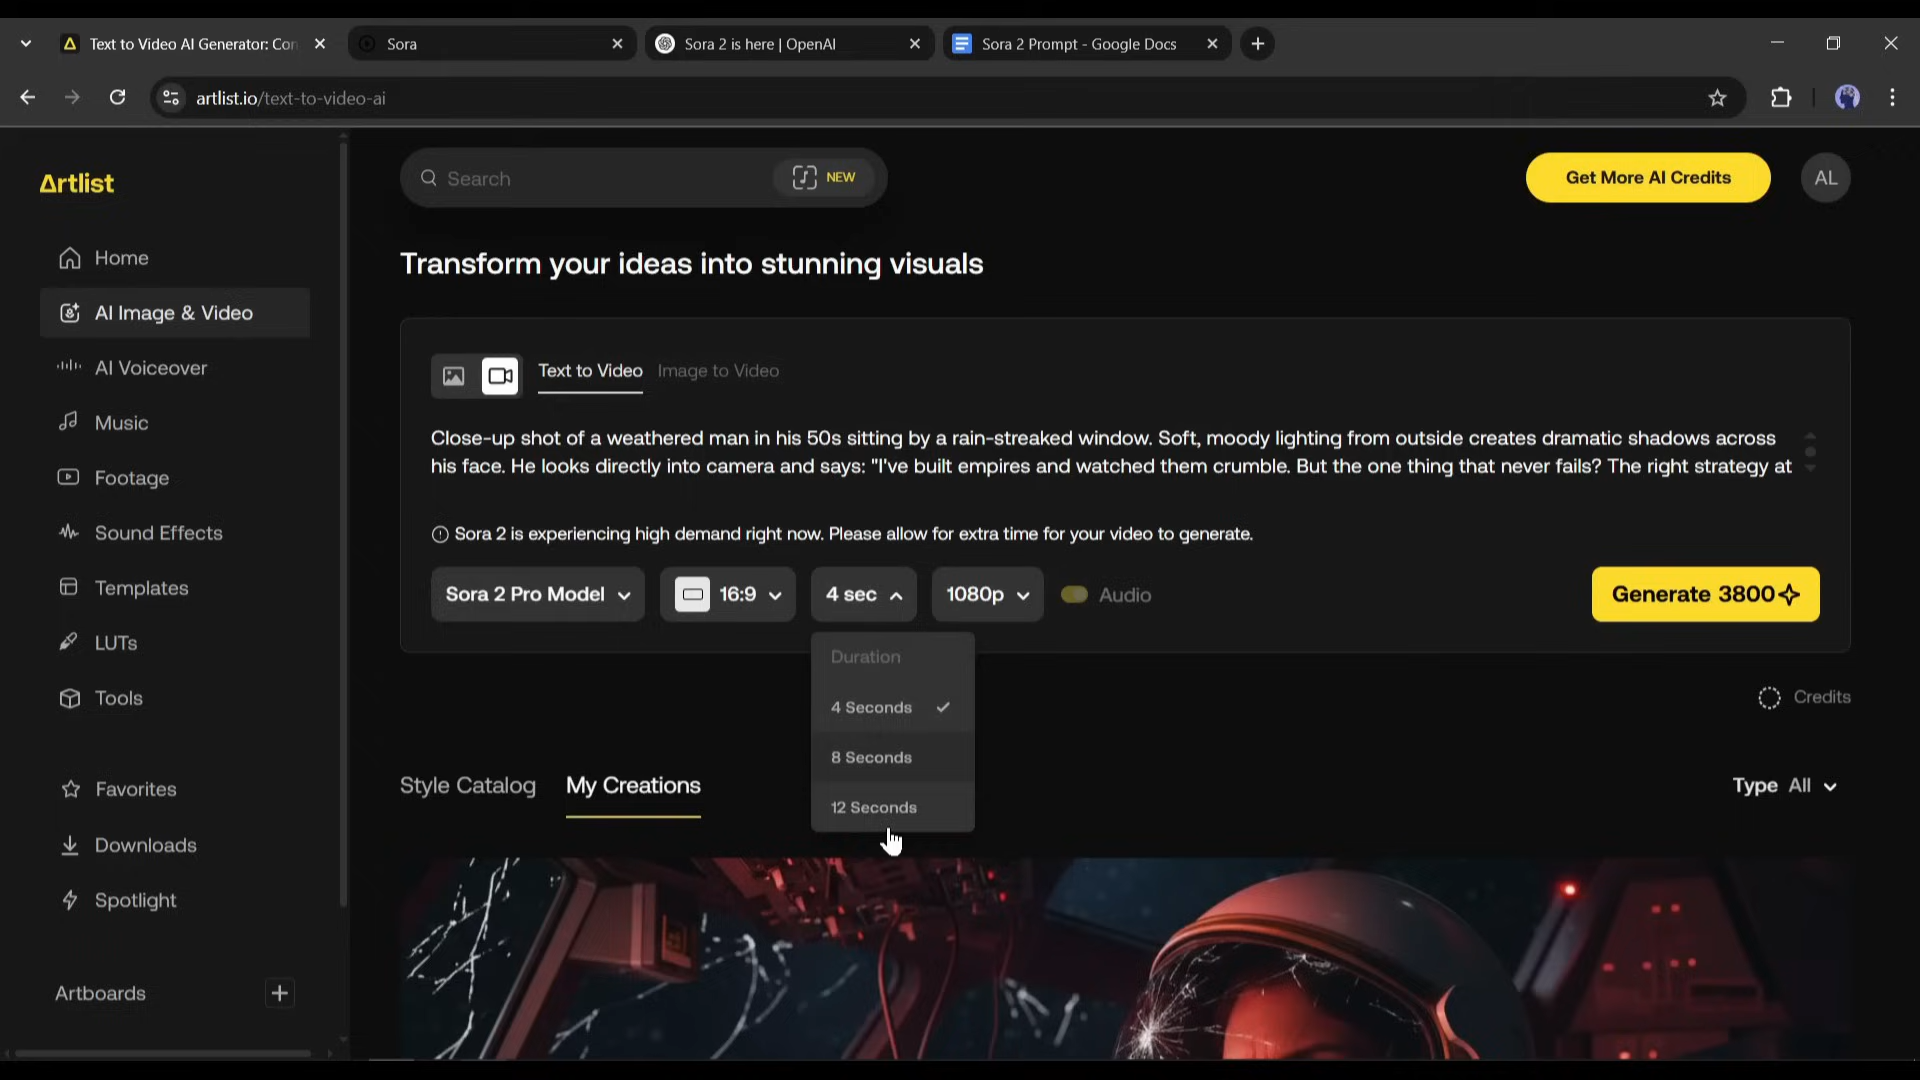 Text to Video AI Generator: Con
Sora
Sora 2 is here | OpenAI
Sora 2 Prompt - Google Docs
artlist.io/text-to-video-ai
Artlist
Search
NEW
Get More AI Credits
AL
Home
AI Image & Video
AI Voiceover
Music
Footage
Sound Effects
Templates
LUTs
Tools
Favorites
Downloads
Spotlight
Artboards
Transform your ideas into stunning visuals
Text to Video
Image to Video
Close-up shot of a weathered man in his 50s sitting by a rain-streaked window. Soft, moody lighting from outside creates dramatic shadows across
his face. He looks directly into camera and says: "I've built empires and watched them crumble. But the one thing that never fails? The right strategy at
Sora 2 is experiencing high demand right now. Please allow for extra time for your video to generate.
Sora 2 Pro Model
16:9
4 sec
1080p
Audio
Generate 3800
Duration
4 Seconds
8 Seconds
12 Seconds
Credits
Style Catalog
My Creations
Type All